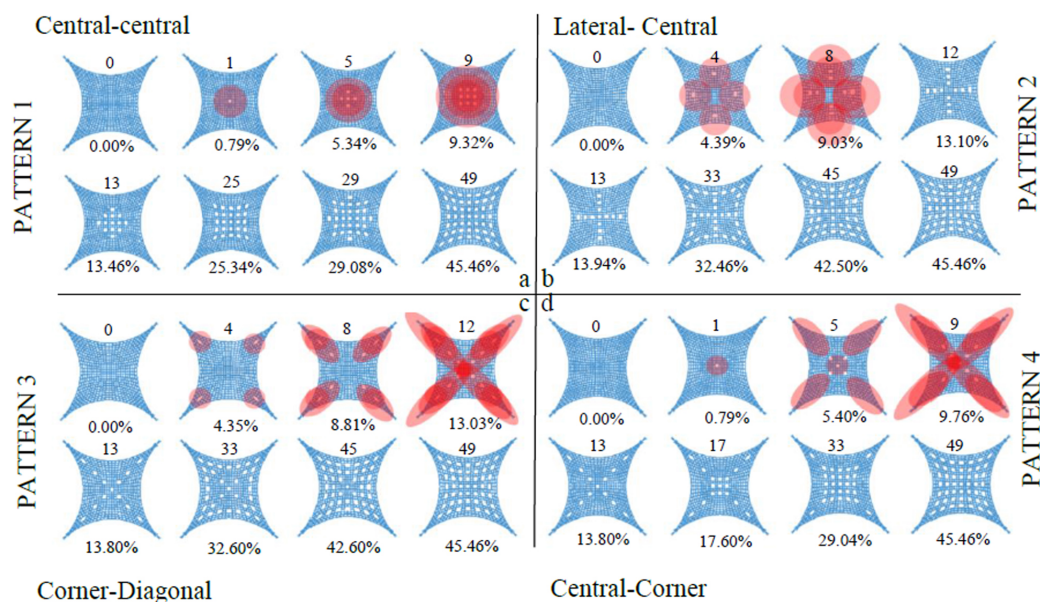 Central-central
PATTERN 1
0 1 5 9
0.00% 0.79% 5.34% 9.32%
13 25 29 49
13.46% 25.34% 29.08% 45.46%
a
Lateral- Central
PATTERN 2
0 4 8 12
0.00% 4.39% 9.03% 13.10%
13 33 45 49
13.94% 32.46% 42.50% 45.46%
b
c
PATTERN 3
0 4 8 12
0.00% 4.35% 8.81% 13.03%
13 33 45 49
13.80% 32.60% 42.60% 45.46%
Corner-Diagonal
d
PATTERN 4
0 1 5 9
0.00% 0.79% 5.40% 9.76%
13 17 33 49
13.80% 17.60% 29.04% 45.46%
Central-Corner